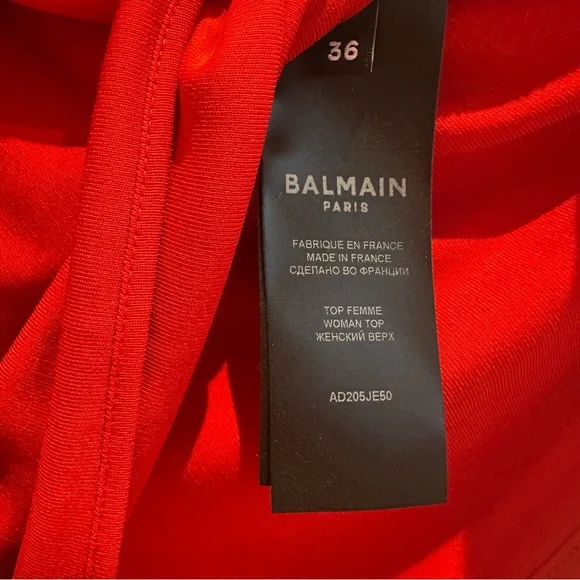 36
BALMAIN
PARIS
FABRIQUE EN FRANCE
MADE IN FRANCE
СДЕЛАНО ВО ФРАНЦИИ
TOP FEMME
WOMAN TOP
ЖЕНСКИЙ ВЕРХ
AD205JE50